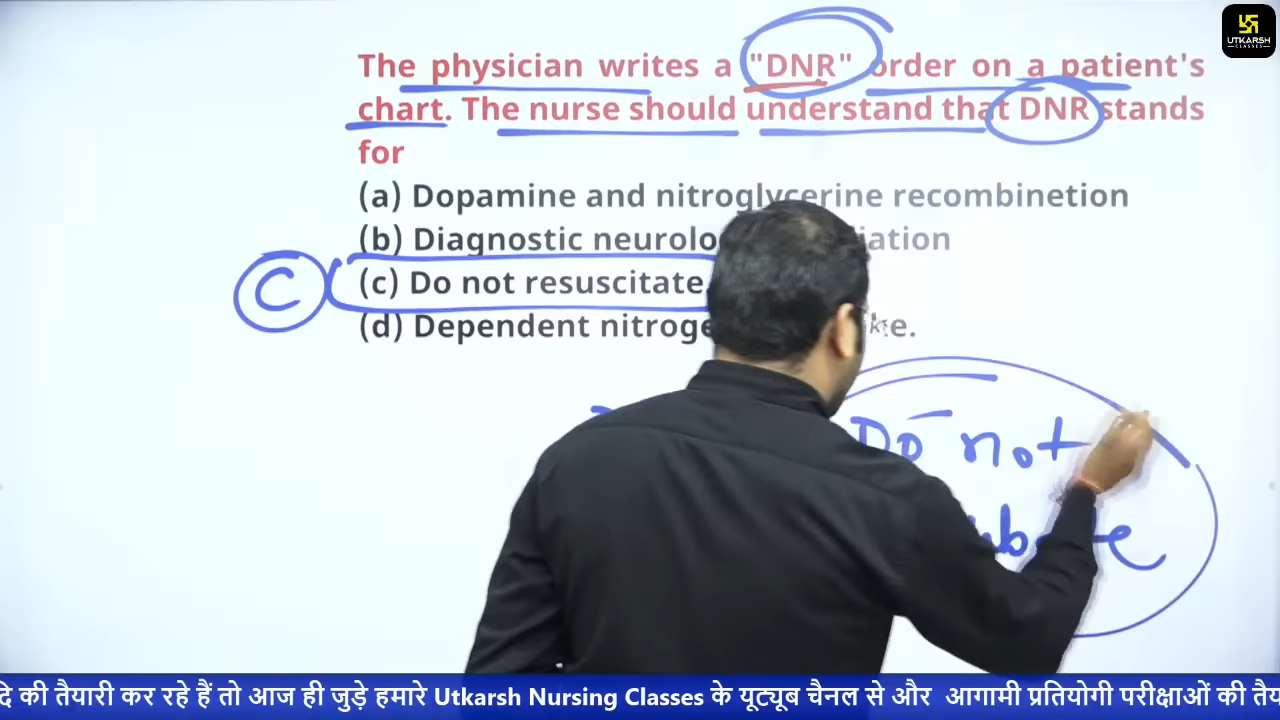 UTKARSH
CLASSES
The physician writes a "DNR" order on a patient's
chart. The nurse should understand that DNR stands
for
(a) Dopamine and nitroglycerine recombinetion
(b) Diagnostic
C (c) Do not resuscitate
(d) Dependent
Do not
की तैयारी कर रहे हैं तो आज ही जुड़े हमारे Utkarsh Nursing Classes के यूट्यूब चैनल से और आगामी प्रतियोगी परीक्षाओं की